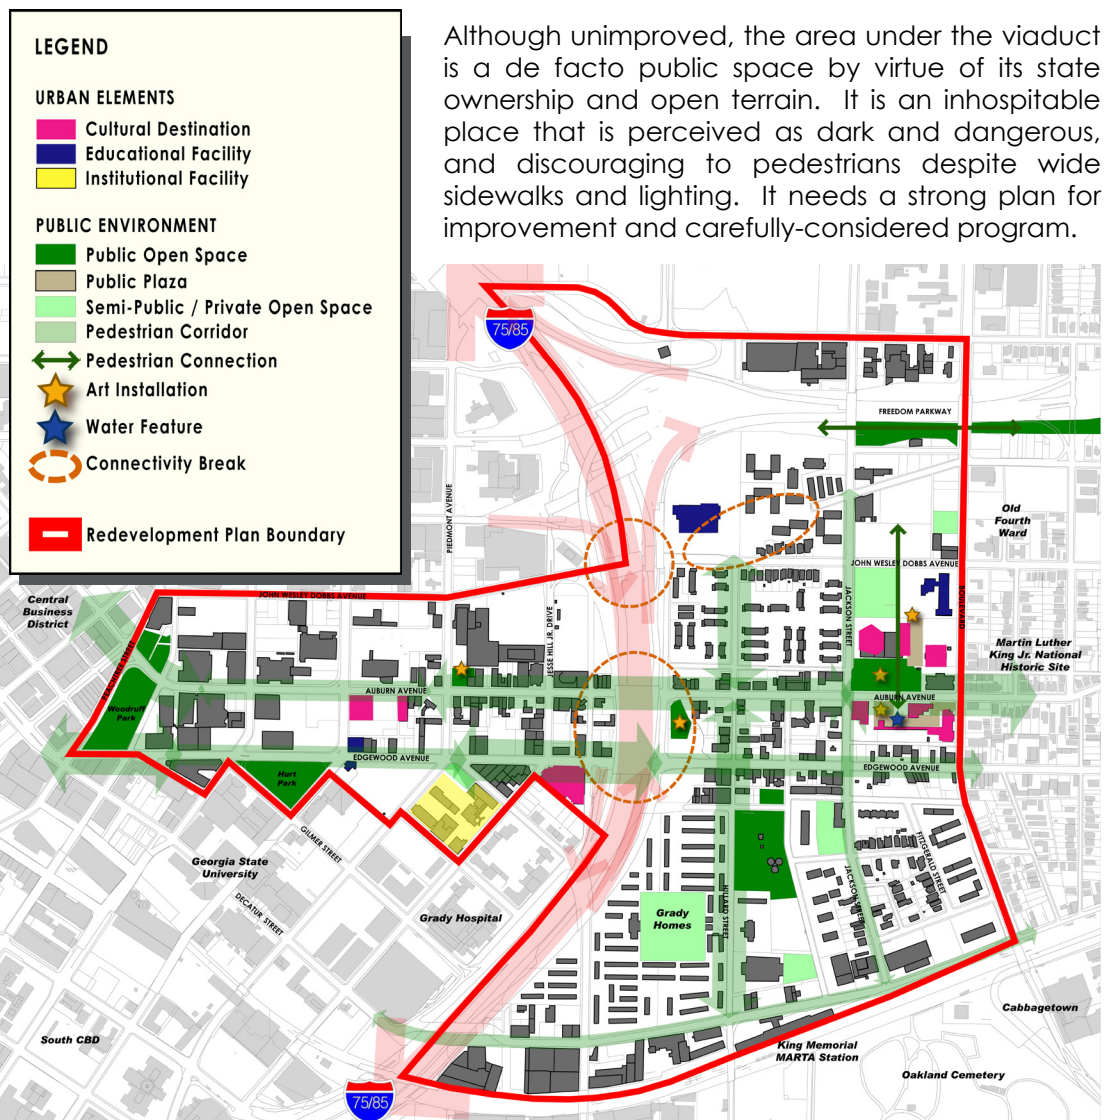 LEGEND
URBAN ELEMENTS
Cultural Destination
Educational Facility
Institutional Facility
PUBLIC ENVIRONMENT
Public Open Space
Public Plaza
Semi-Public / Private Open Space
Pedestrian Corridor
Pedestrian Connection
Art Installation
Water Feature
Connectivity Break
Redevelopment Plan Boundary
Although unimproved, the area under the viaduct
is a de facto public space by virtue of its state
ownership and open terrain. It is an inhospitable
place that is perceived as dark and dangerous,
and discouraging to pedestrians despite wide
sidewalks and lighting. It needs a strong plan for
improvement and carefully-considered program.
75/85
FREEDOM PARKWAY
PIEDMONT AVENUE
Old
Fourth
Ward
JOHN WESLEY DOBBS AVENUE
Central
Business
District
JOHN WESLEY DOBBS AVENUE
JESSE HILL JR. DRIVE
JACKSON STREET
BOULEVARD
Martin Luther
King Jr. National
Historic Site
AUBURN AVENUE
AUBURN AVENUE
Woodruff
Park
EDGEWOOD AVENUE
EDGEWOOD AVENUE
Hurt
Park
GILMER STREET
FITZGERALD STREET
Georgia State
University
JACKSON STREET
DECATUR STREET
Grady Hospital
HILLIARD STREET
Grady
Homes
Cabbagetown
South CBD
King Memorial
MARTA Station
Oakland Cemetery
75/85